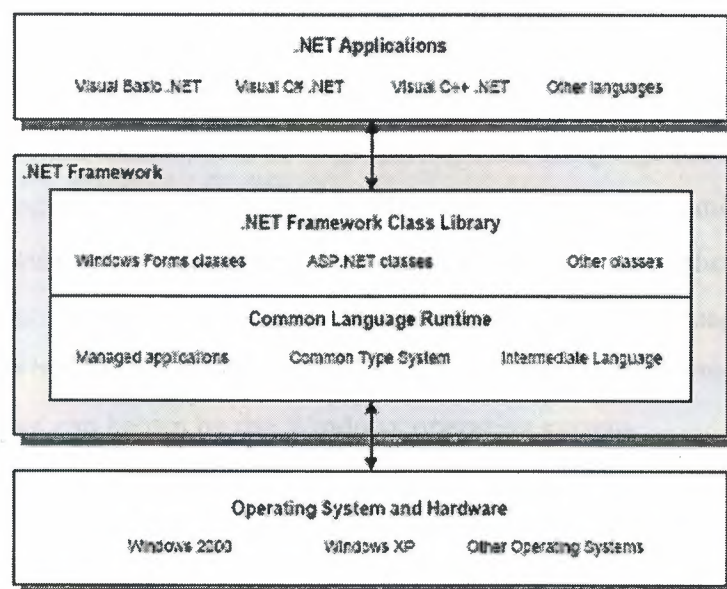 .NET Applications
Visual Basic .NET Visual C# .NET Visual C++ .NET Other languages
.NET Framework
.NET Framework Class Library
Windows Forms classes ASP.NET classes Other classes
Common Language Runtime
Managed applications Common Type System Intermediate Language
Operating System and Hardware
Windows 2000 Windows XP Other Operating Systems